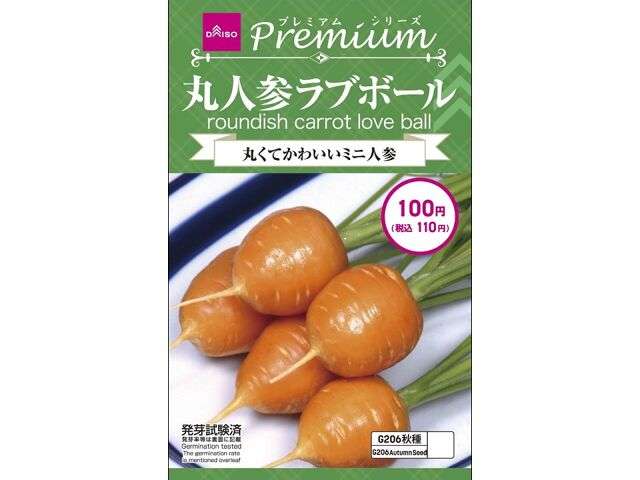 プレミアム シリーズ
DAISO
Premium
丸人参ラブボール
roundish carrot love ball
丸くてかわいいミニ人参
100円
(税込 110円)
発芽試験済
発芽率等は裏面に記載
Germination tested
The germination rate
is mentioned overleaf
G206秋種
G206AutumnSeed